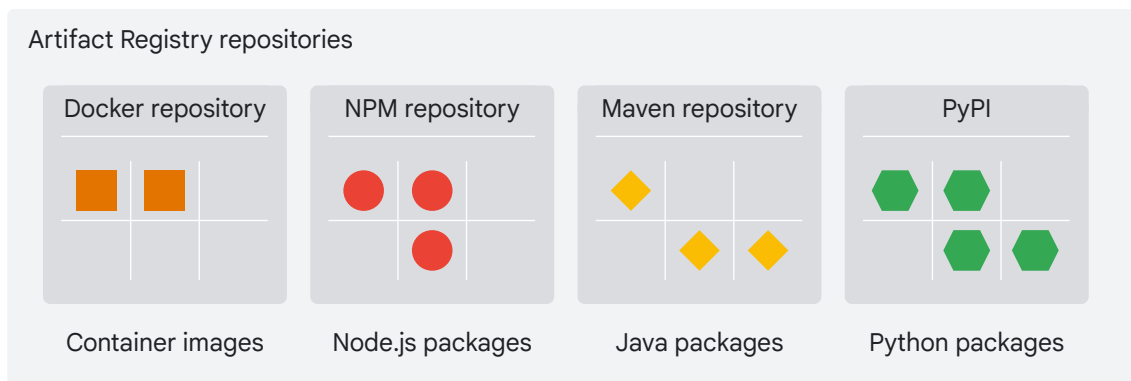 Artifact Registry repositories
Docker repository
NPM repository
Maven repository
PyPI
Container images
Node.js packages
Java packages
Python packages